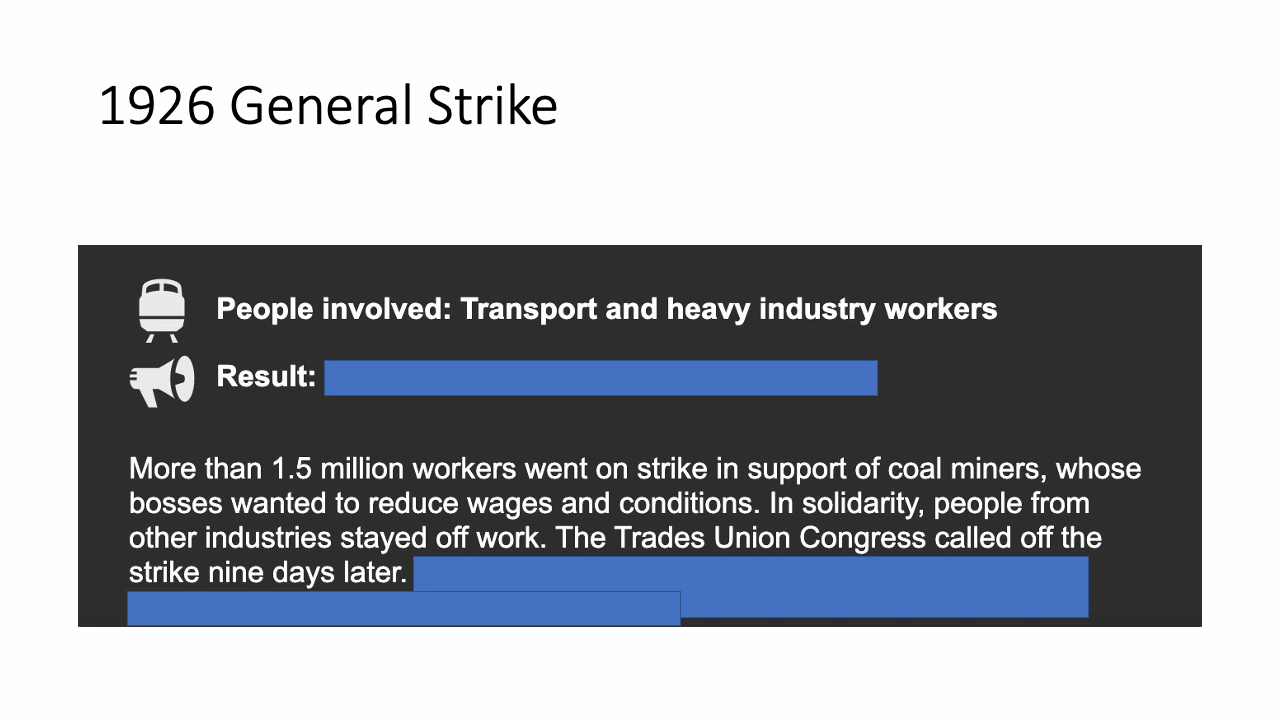 1926 General Strike
People involved: Transport and heavy industry workers
Result:
More than 1.5 million workers went on strike in support of coal miners, whose
bosses wanted to reduce wages and conditions. In solidarity, people from
other industries stayed off work. The Trades Union Congress called off the
strike nine days later.